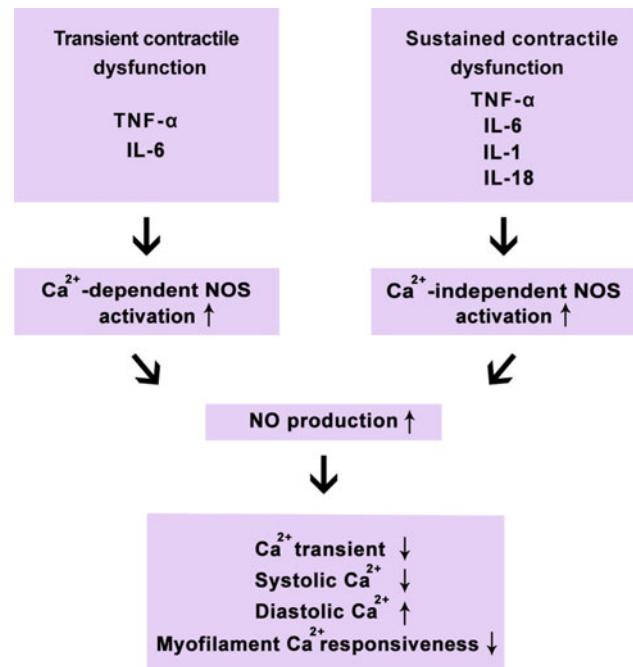 Transient contractile
dysfunction
TNF-α
IL-6
Sustained contractile
dysfunction
TNF-α
IL-6
IL-1
IL-18
Ca²⁺-dependent NOS
activation ↑
Ca²⁺-independent NOS
activation ↑
NO production ↑
Ca²⁺ transient ↓
Systolic Ca²⁺ ↓
Diastolic Ca²⁺ ↑
Myofilament Ca²⁺ responsiveness ↓